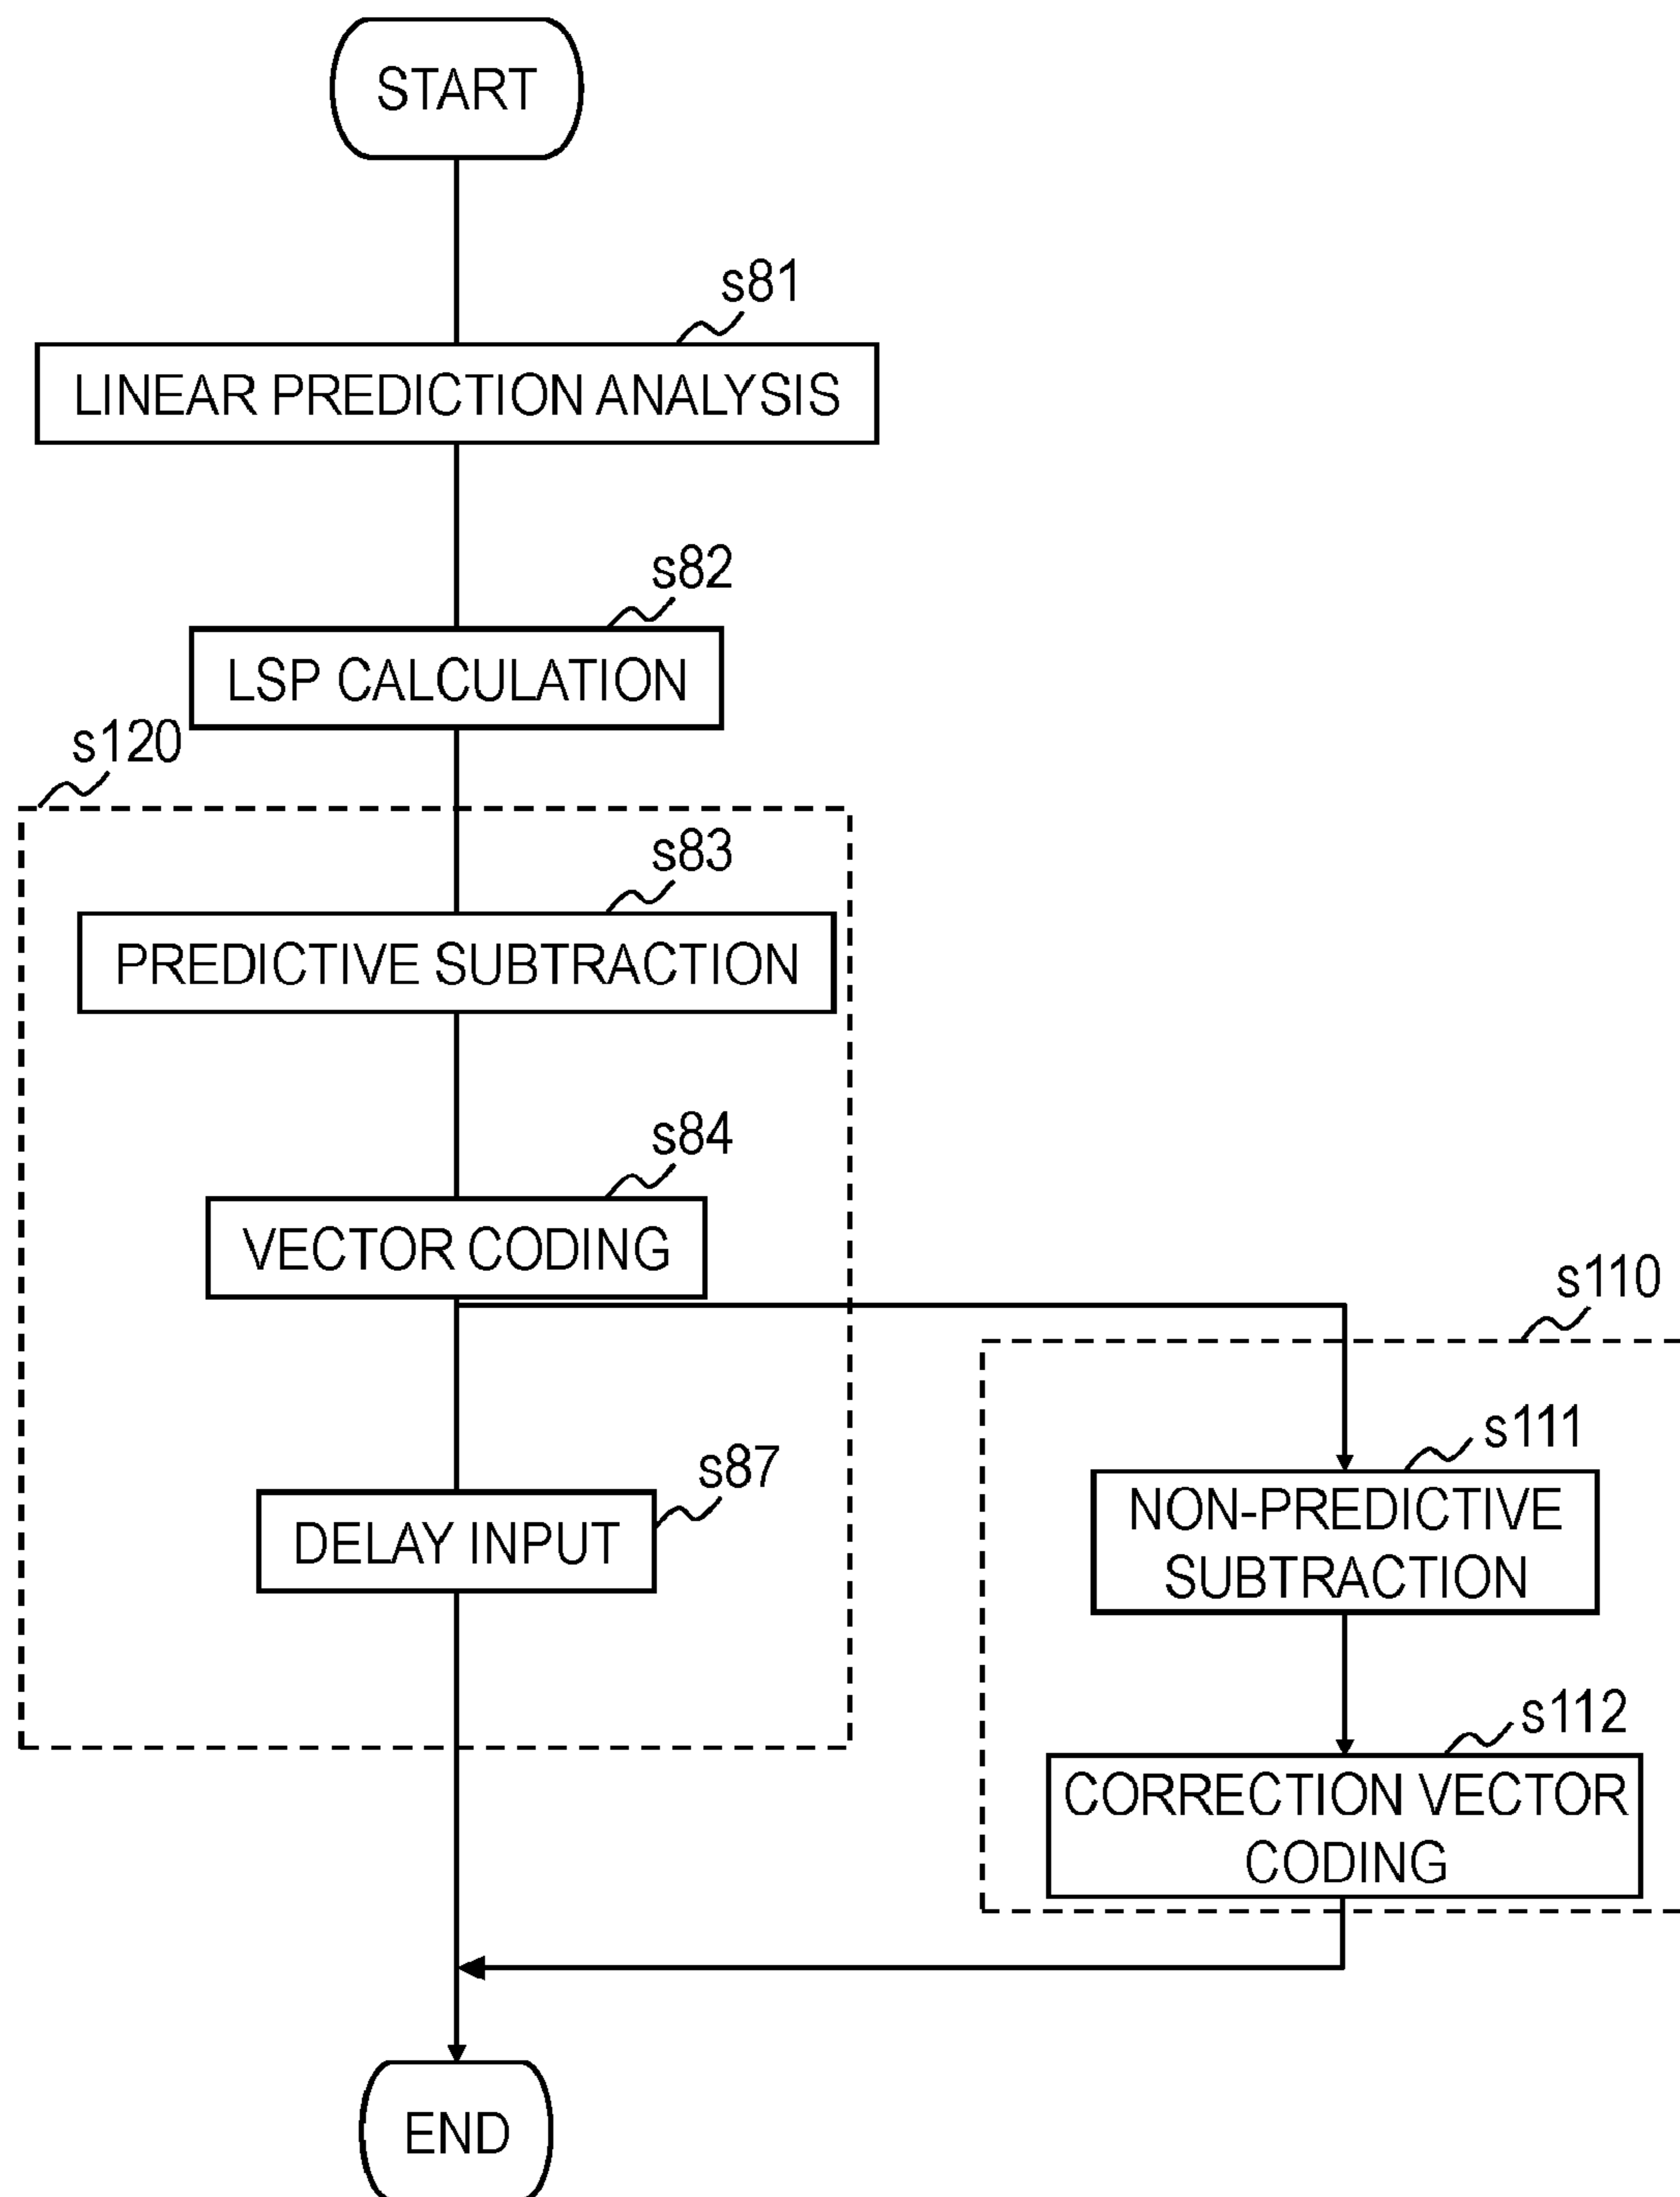 START
s81
LINEAR PREDICTION ANALYSIS
s82
LSP CALCULATION
s120
s83
PREDICTIVE SUBTRACTION
s84
VECTOR CODING
s110
s111
NON-PREDICTIVE
SUBTRACTION
s87
DELAY INPUT
s112
CORRECTION VECTOR
CODING
END